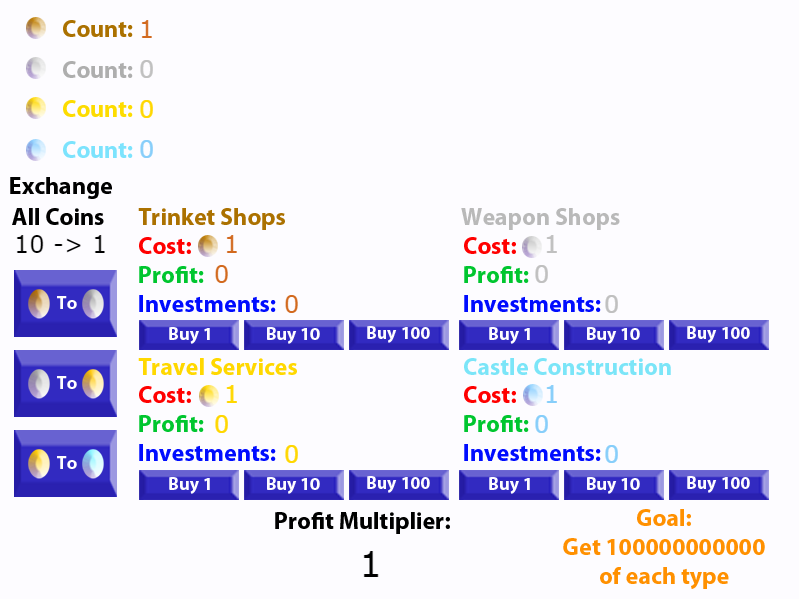 Count: 1
Count: 0
Count: 0
Count: 0
Exchange
All Coins
10 -> 1
To
To
To
Trinket Shops
Cost: 1
Profit: 0
Investments: 0
Buy 1 Buy 10 Buy 100
Weapon Shops
Cost: 1
Profit: 0
Investments: 0
Buy 1 Buy 10 Buy 100
Travel Services
Cost: 1
Profit: 0
Investments: 0
Buy 1 Buy 10 Buy 100
Castle Construction
Cost: 1
Profit: 0
Investments: 0
Buy 1 Buy 10 Buy 100
Profit Multiplier:
1
Goal:
Get 100000000000
of each type